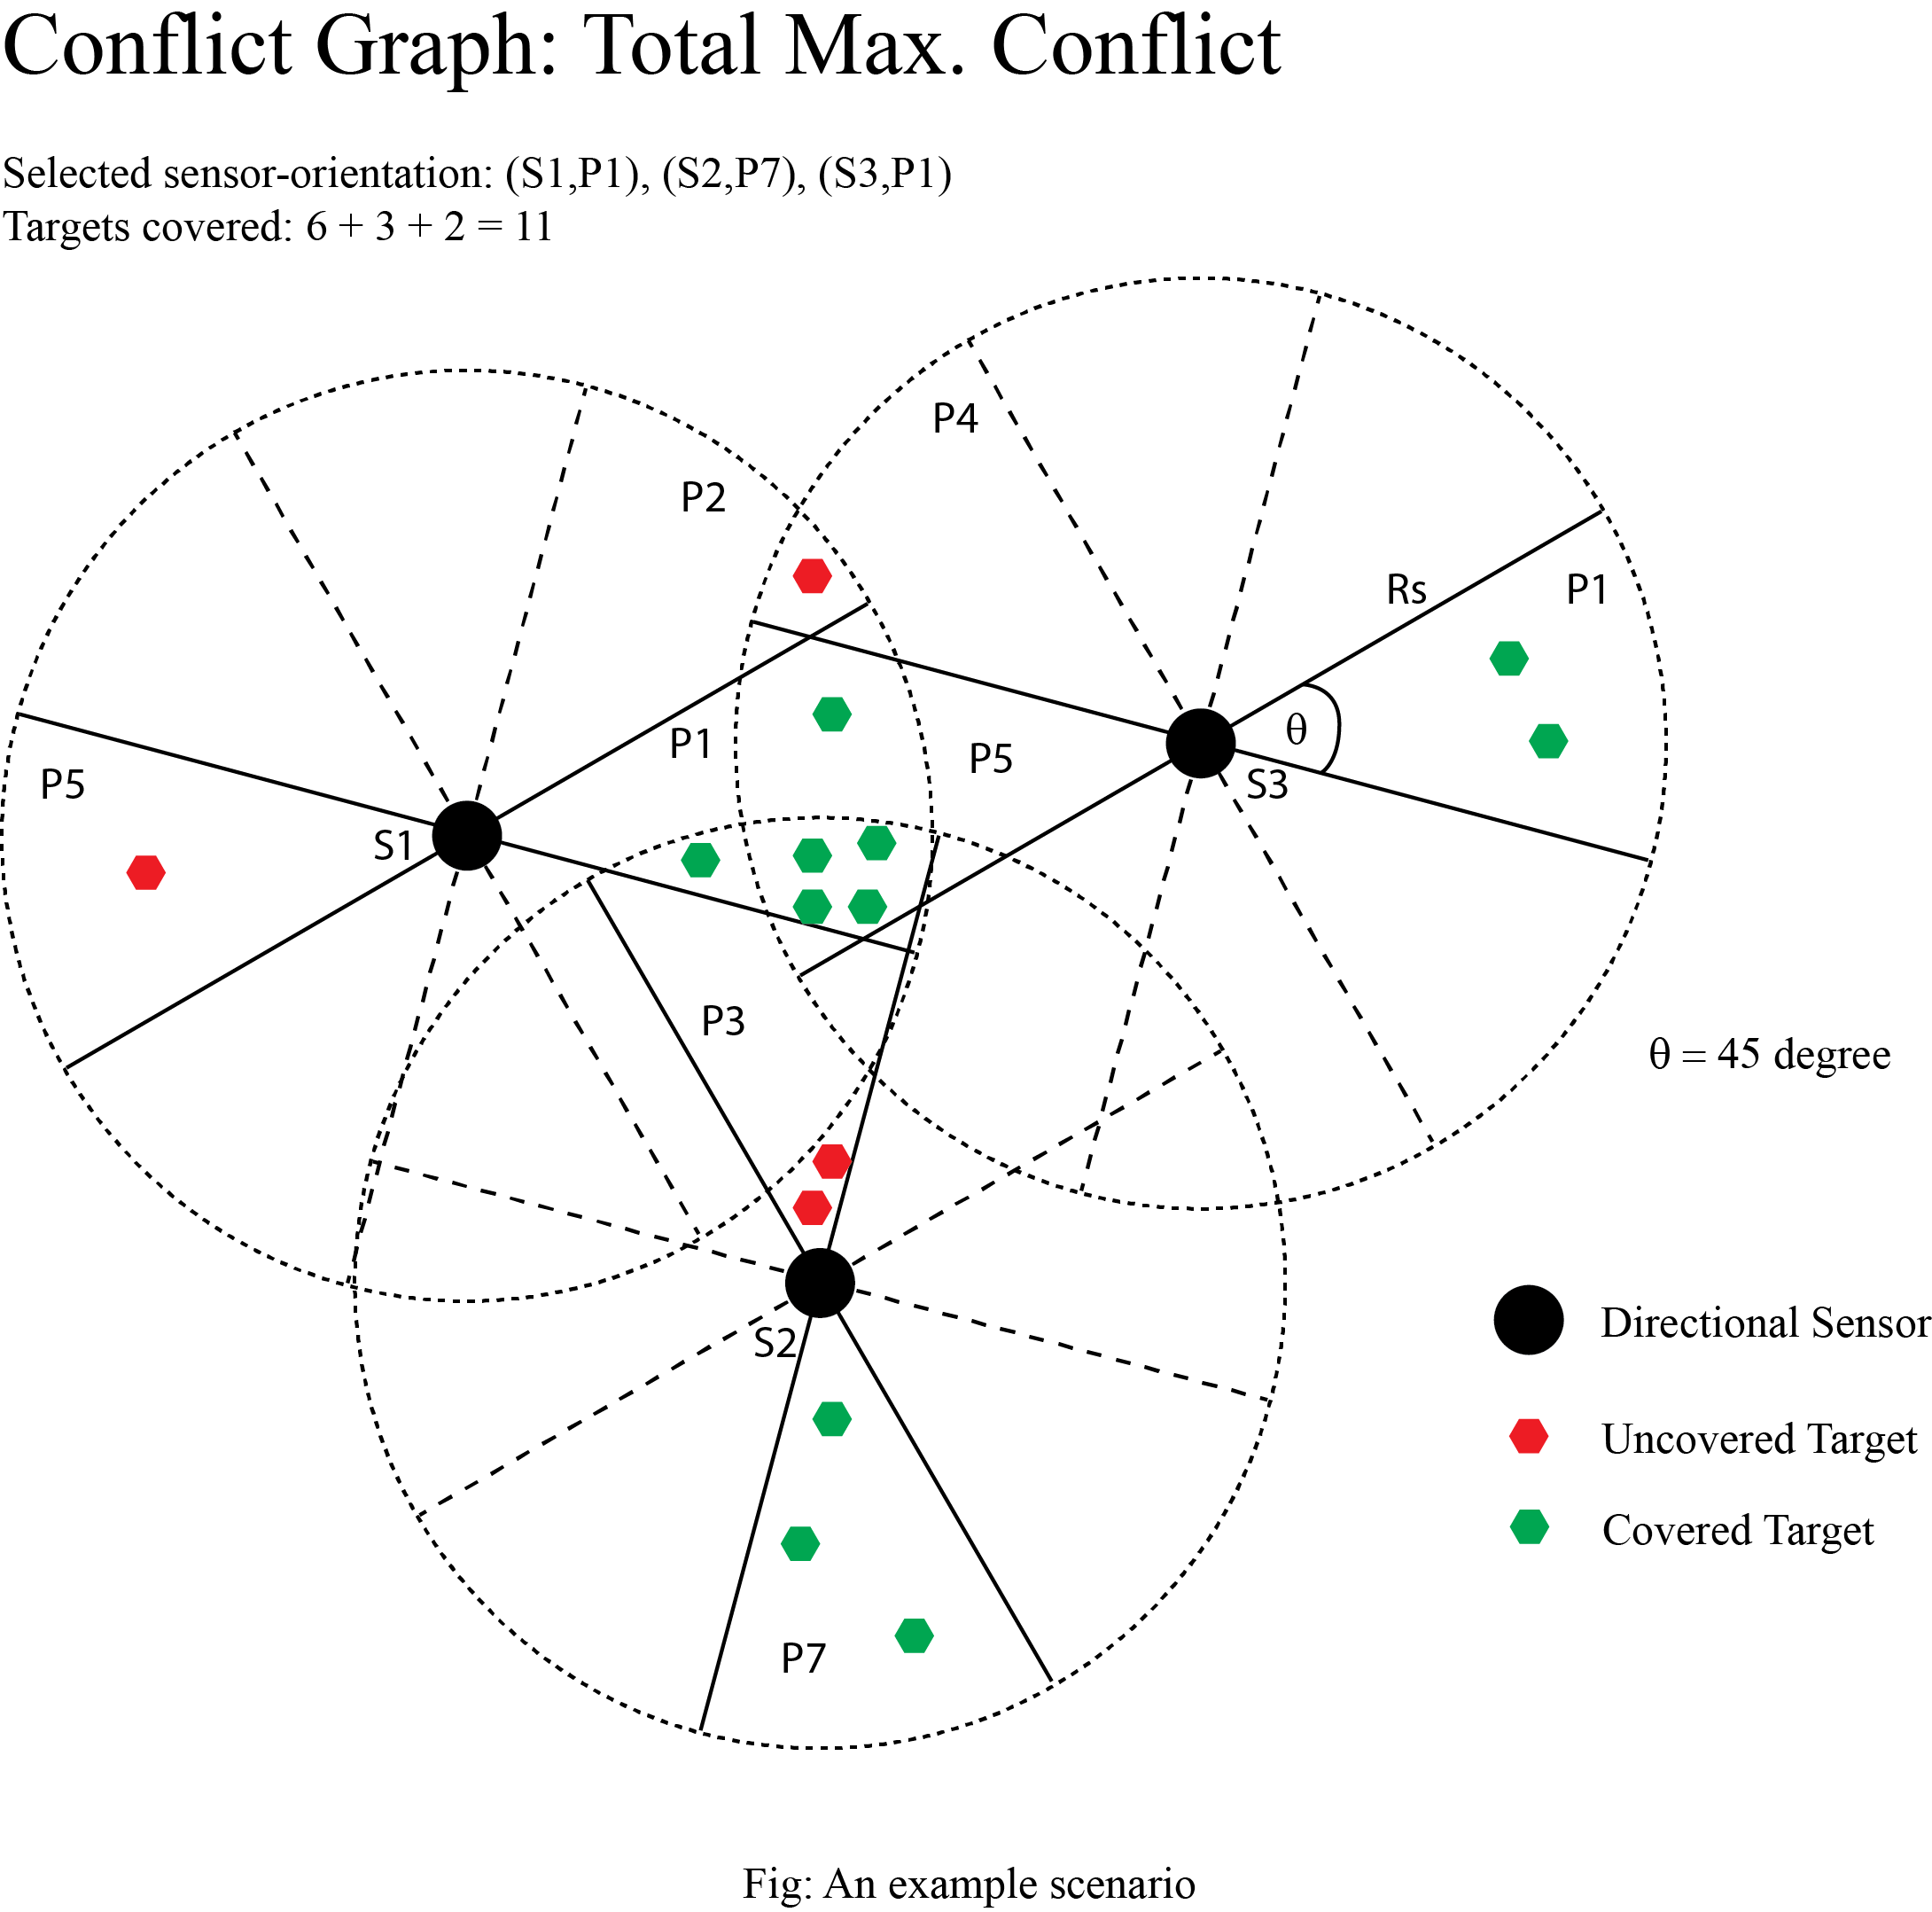 Conflict Graph: Total Max. Conflict
Selected sensor-orientation: (S1,P1), (S2,P7), (S3,P1)
Targets covered: 6 + 3 + 2 = 11
P4
P2
Rs
P1
P1
P5
θ
S3
P5
S1
P3
θ = 45 degree
S2
Directional Sensor
Uncovered Target
Covered Target
P7
Fig: An example scenario